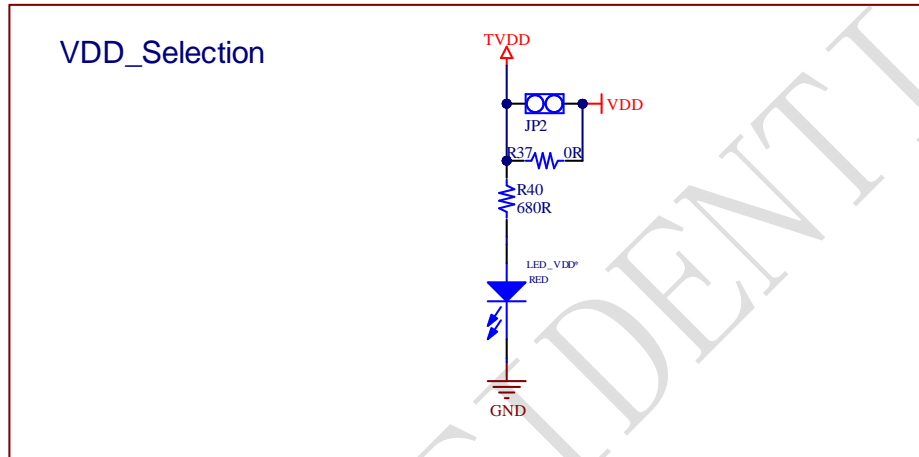 VDD_Selection
TVDD
VDD
JP2
R37 0R
R40
680R
LED_VDD*
RED
GND